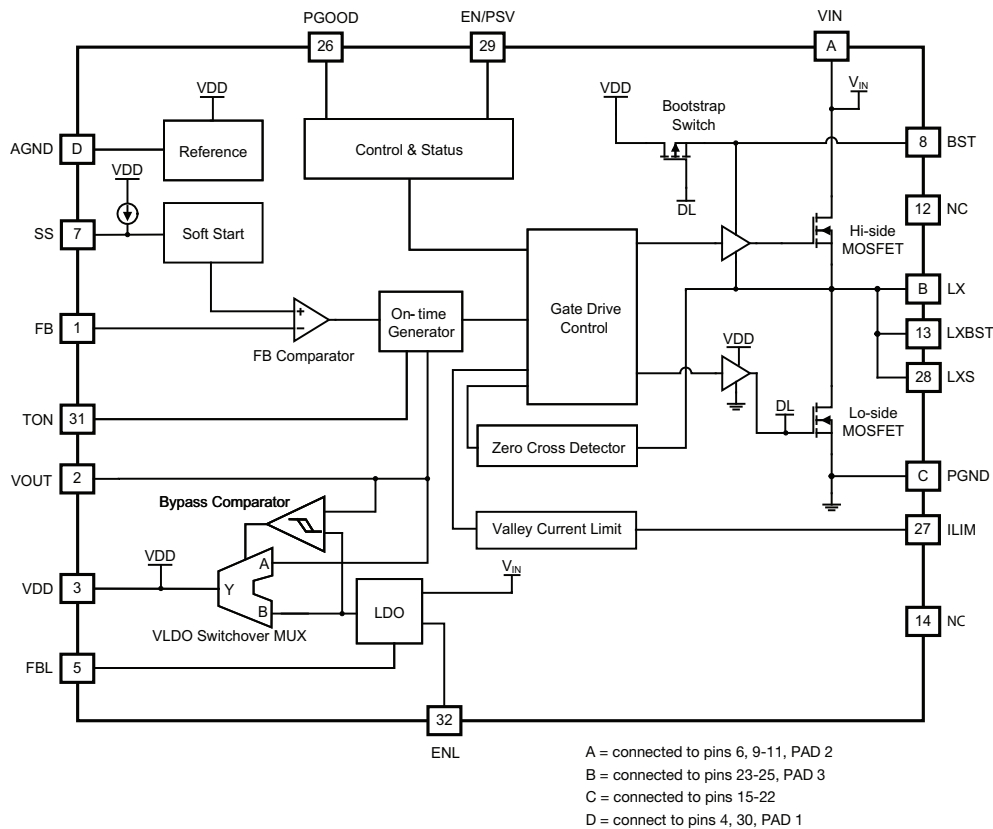 PGOOD
EN/PSV
VIN
26
29
A
VDD
VDD
Bootstrap
Switch
VIN
AGND
D
Reference
Control & Status
8
BST
VDD
DL
12
NC
SS
7
Soft Start
Hi-side
MOSFET
Gate Drive
Control
B
LX
FB
1
+
−
FB Comparator
On-time
Generator
13
LXBST
VDD
28
LXS
TON
31
DL
Lo-side
MOSFET
Zero Cross Detector
VOUT
2
C
PGND
Bypass Comparator
Valley Current Limit
27
ILIM
VDD
A
VIN
VDD
3
Y
B
LDO
14
NC
VLDO Switchover MUX
FBL
5
32
ENL
A = connected to pins 6, 9-11, PAD 2
B = connected to pins 23-25, PAD 3
C = connected to pins 15-22
D = connect to pins 4, 30, PAD 1